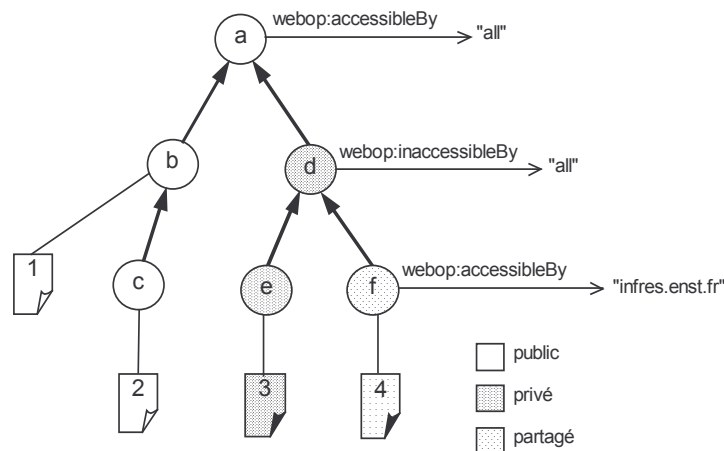 webop:accessibleBy
a
"all"
b
webop:inaccessibleBy
d
"all"
1
c
e
f
webop:accessibleBy
"infres.enst.fr"
2
3
4
public
privé
partagé